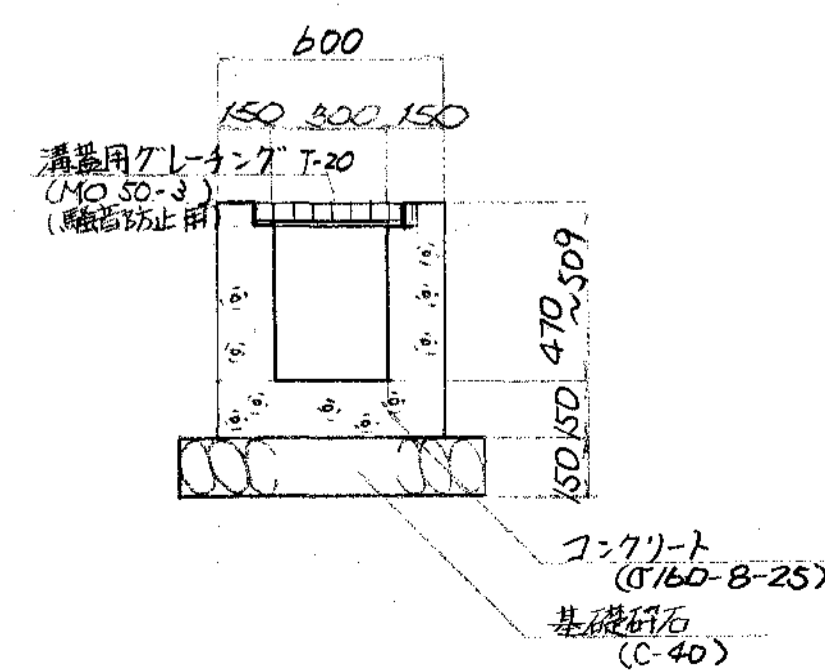 600
150 300 150
溝蓋用グレーチング T-20
(MO 50-3)
(騒音防止用)
470~509
150
150
コンクリート
(σ160-8-25)
基礎砕石
(C-40)